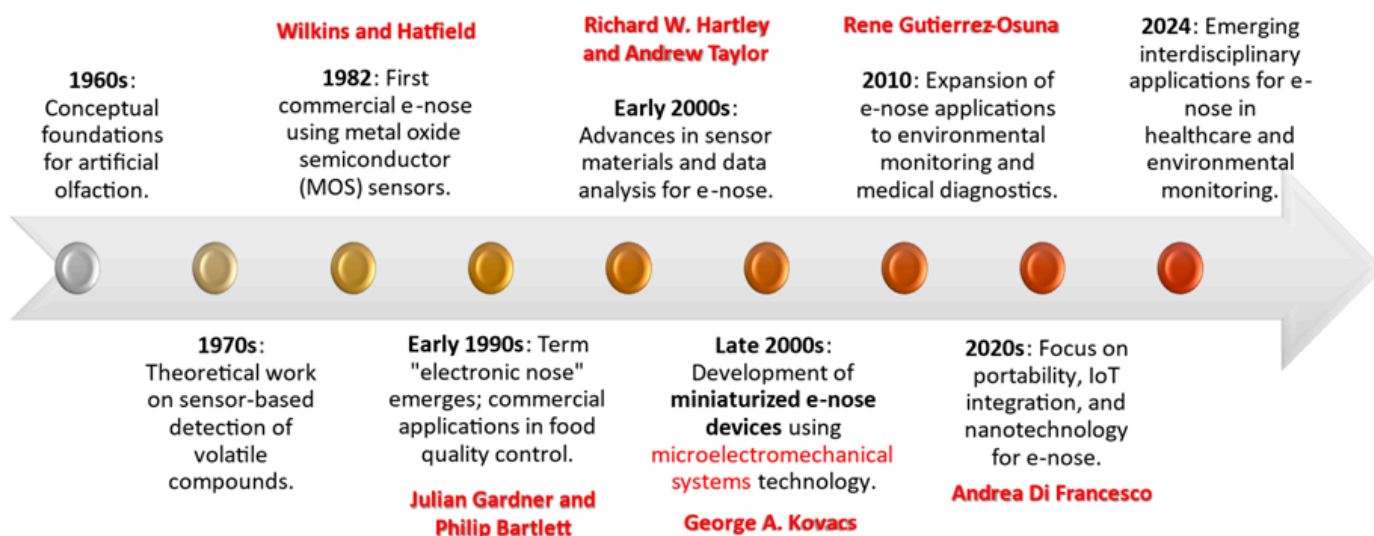 1960s:
Conceptual
foundations
for artificial
olfaction.
Wilkins and Hatfield
1982: First
commercial e-nose
using metal oxide
semiconductor
(MOS) sensors.
Richard W. Hartley
and Andrew Taylor
Early 2000s:
Advances in sensor
materials and data
analysis for e-nose.
Rene Gutierrez-Osuna
2010: Expansion of
e-nose applications
to environmental
monitoring and
medical diagnostics.
2024: Emerging
interdisciplinary
applications for e-
nose in
healthcare and
environmental
monitoring.
1970s:
Theoretical work
on sensor-based
detection of
volatile
compounds.
Early 1990s: Term
"electronic nose"
emerges; commercial
applications in food
quality control.
Julian Gardner and
Philip Bartlett
Late 2000s:
Development of
miniaturized e-nose
devices using
microelectromechanical
systems technology.
George A. Kovacs
2020s: Focus on
portability, IoT
integration, and
nanotechnology
for e-nose.
Andrea Di Francesco